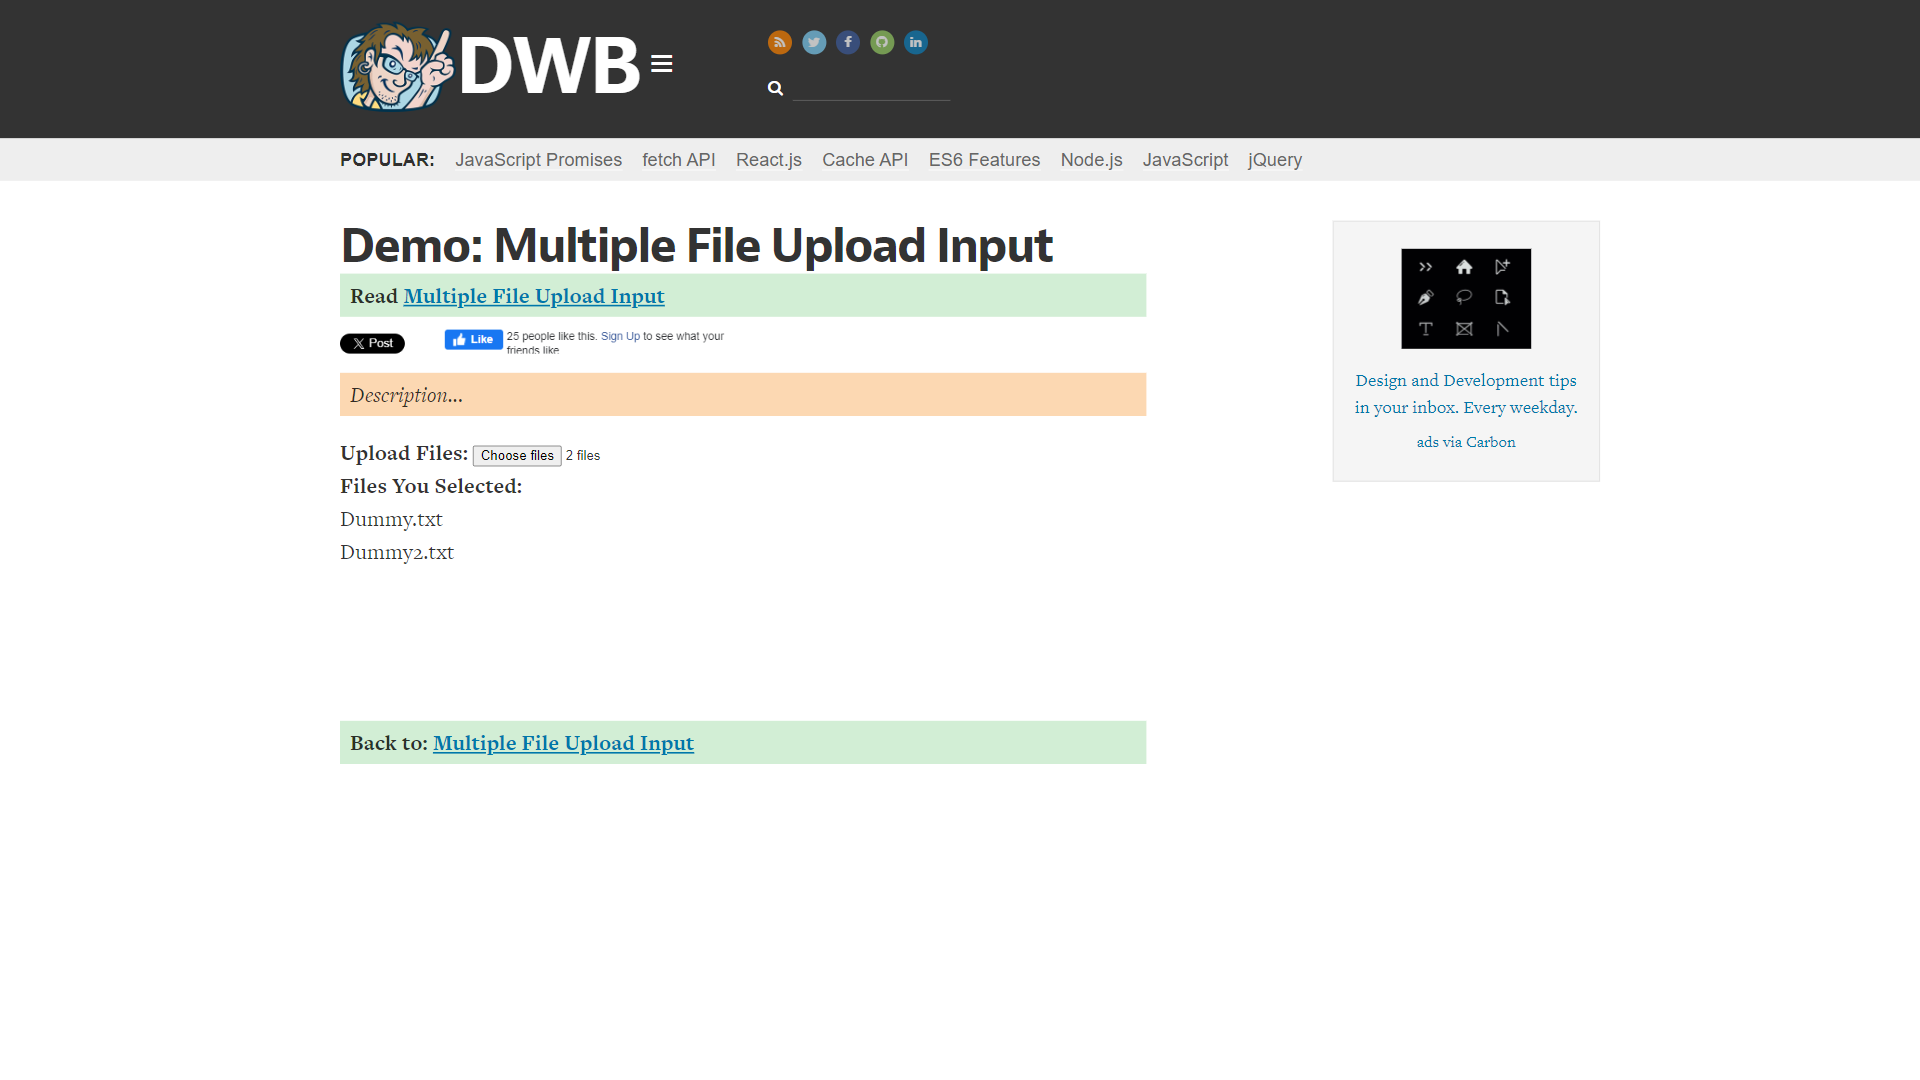 DWB
POPULAR: JavaScript Promises fetch API React.js Cache API ES6 Features Node.js JavaScript jQuery
Demo: Multiple File Upload Input
Read Multiple File Upload Input
X Post
Like 25 people like this. Sign Up to see what your
friends like
Description...
Upload Files: Choose files 2 files
Files You Selected:
Dummy.txt
Dummy2.txt
Back to: Multiple File Upload Input
Design and Development tips
in your inbox. Every weekday.
ads via Carbon